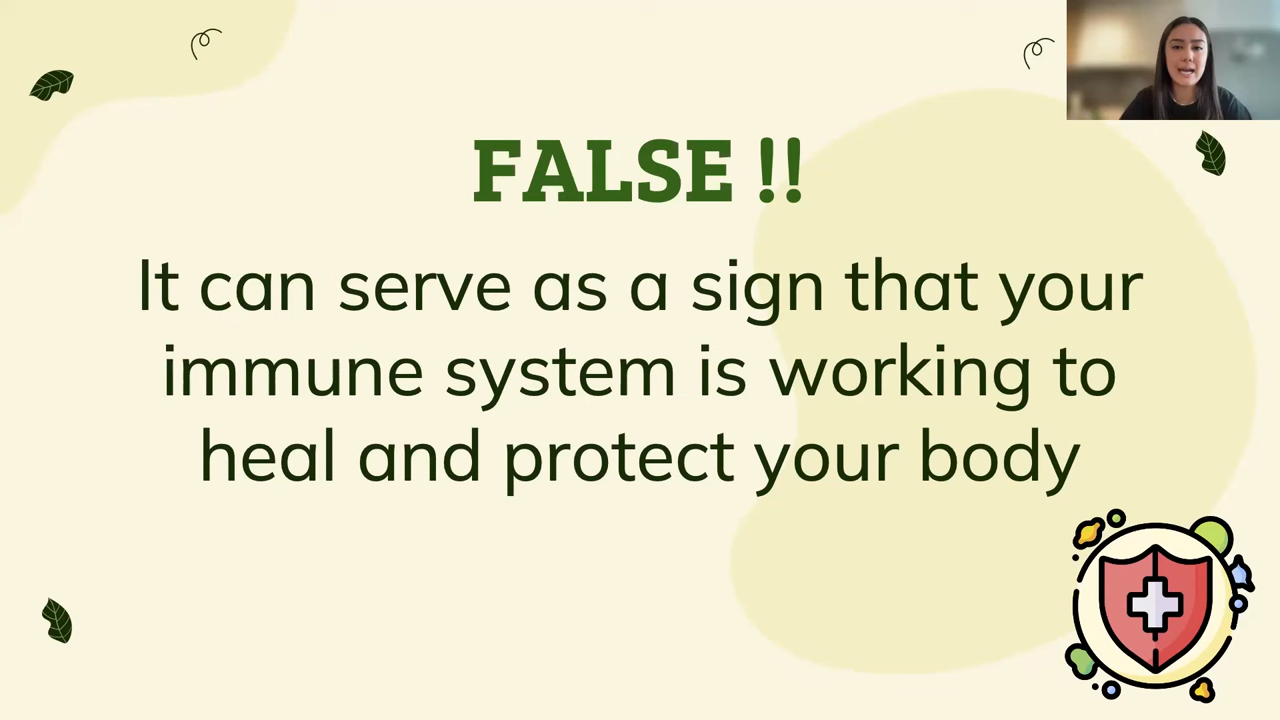 FALSE !!
It can serve as a sign that your
immune system is working to
heal and protect your body